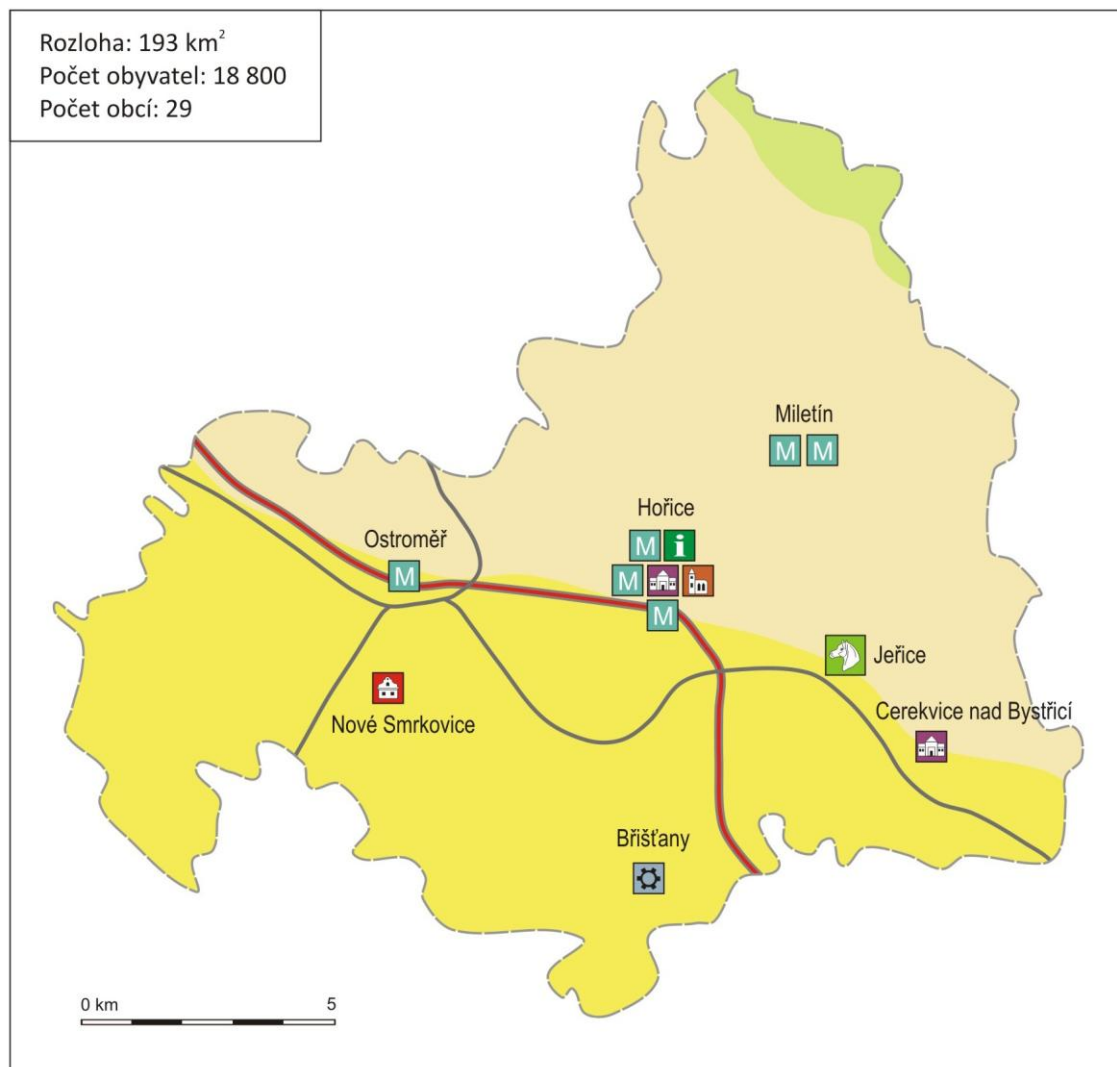 Rozloha: 193 km²
Počet obyvatel: 18 800
Počet obcí: 29
Miletín
M M
Hořice
M i
Ostroměř
M
M
M
Jeřice
Nové Smrkovice
Cerekvice nad Bystřicí
Bříšťany
0 km 5